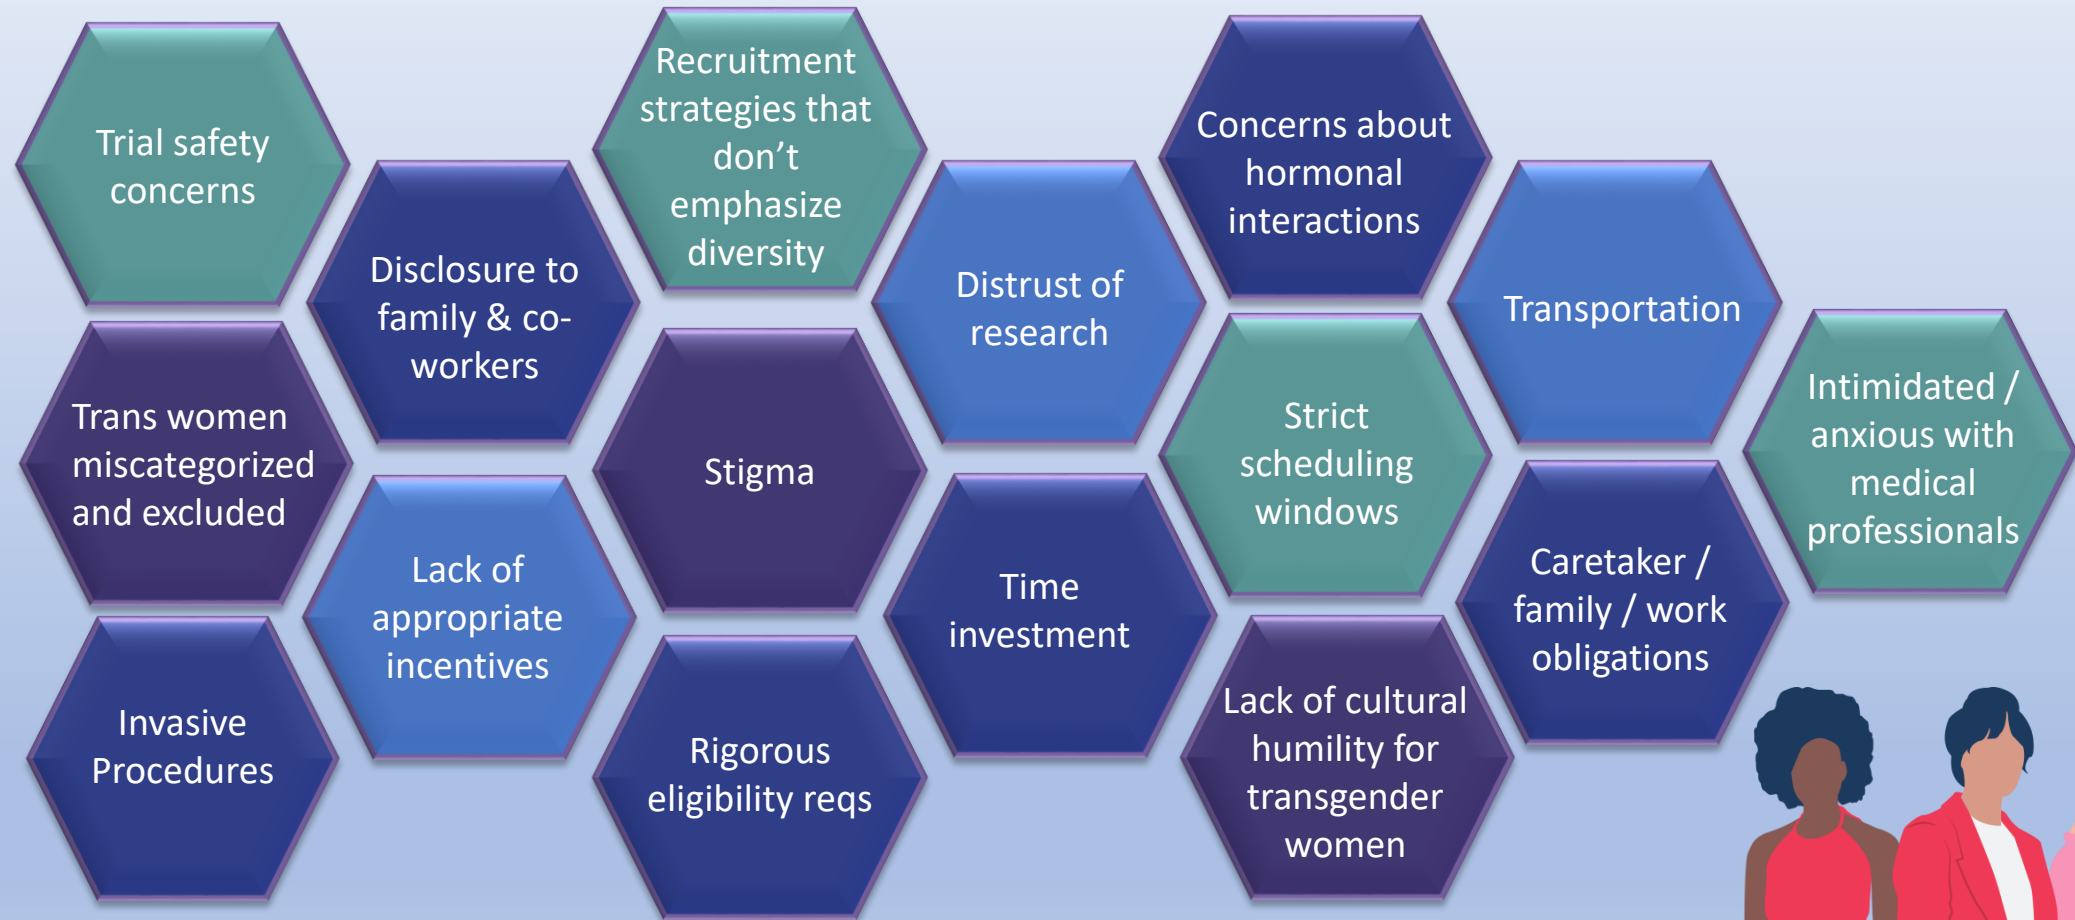 Trial safety
concerns
Disclosure to
family & co-
workers
Recruitment
strategies that
don’t
emphasize
diversity
Distrust of
research
Concerns about
hormonal
interactions
Transportation
Intimidated /
anxious with
medical
professionals
Trans women
miscategorized
and excluded
Lack of
appropriate
incentives
Stigma
Time
investment
Strict
scheduling
windows
Caretaker /
family / work
obligations
Invasive
Procedures
Rigorous
eligibility reqs
Lack of cultural
humility for
transgender
women